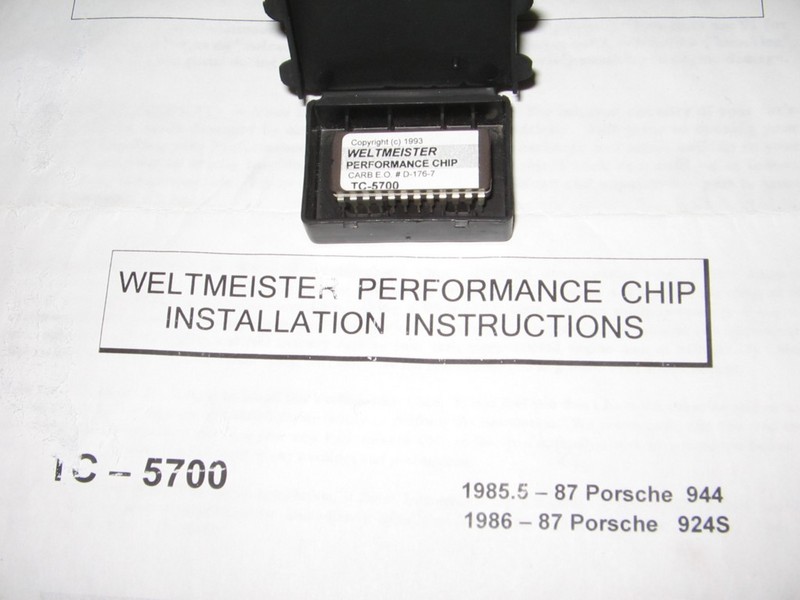 Copyright (c) 1993
WELTMEISTER
PERFORMANCE CHIP
CARB E.O. # D-176-7
TC-5700
WELTMEISTER PERFORMANCE CHIP
INSTALLATION INSTRUCTIONS
TC – 5700
1985.5 – 87 Porsche 944
1986 – 87 Porsche 924S